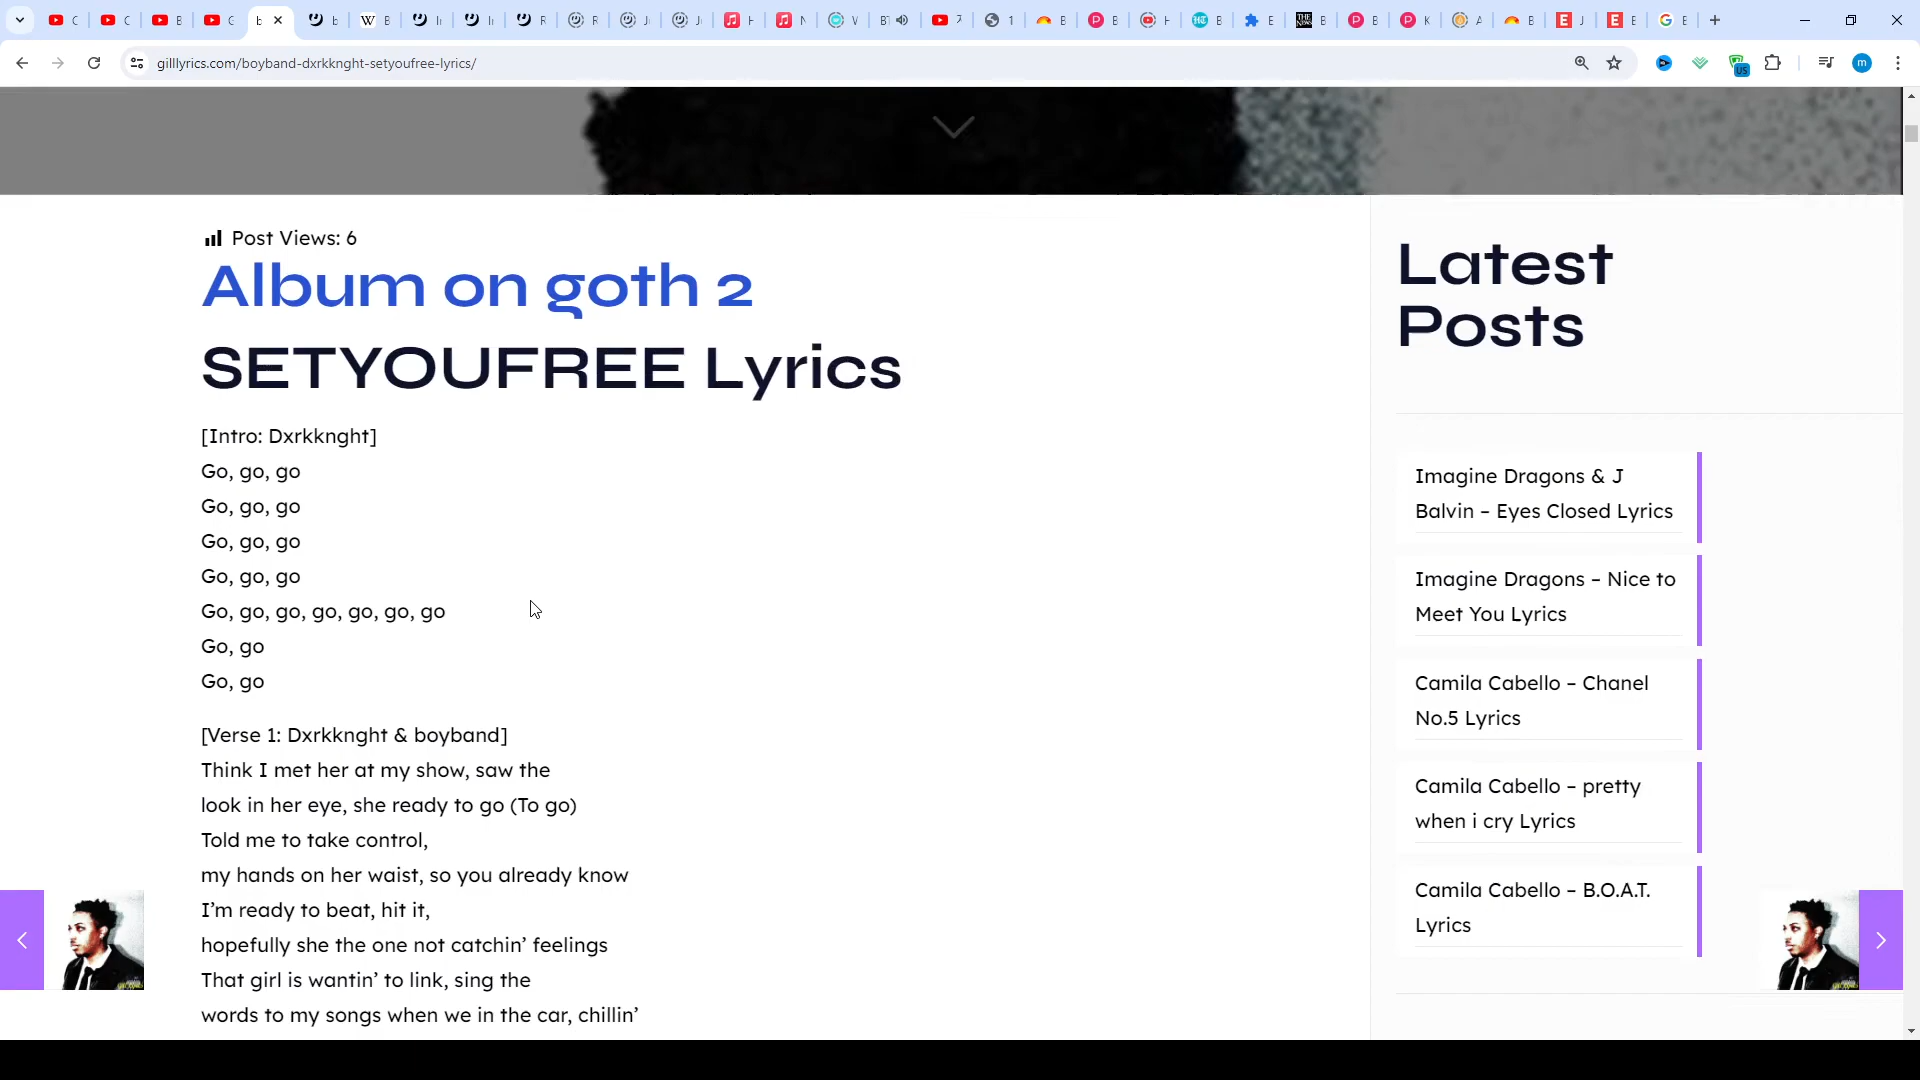 gilllyrics.com/boyband-dxrkknght-setyoufree-lyrics/
US
m
Post Views: 6
Album on goth 2
SETYOUFREE Lyrics
[Intro: Dxrkknght]
Go, go, go
Go, go, go
Go, go, go
Go, go, go
Go, go, go, go, go, go, go
Go, go
Go, go
[Verse 1: Dxrkknght & boyband]
Think I met her at my show, saw the
look in her eye, she ready to go (To go)
Told me to take control,
my hands on her waist, so you already know
I’m ready to beat, hit it,
hopefully she the one not catchin’ feelings
That girl is wantin’ to link, sing the
words to my songs when we in the car, chillin’
Latest
Posts
Imagine Dragons & J
Balvin – Eyes Closed Lyrics
Imagine Dragons – Nice to
Meet You Lyrics
Camila Cabello – Chanel
No.5 Lyrics
Camila Cabello – pretty
when i cry Lyrics
Camila Cabello – B.O.A.T.
Lyrics